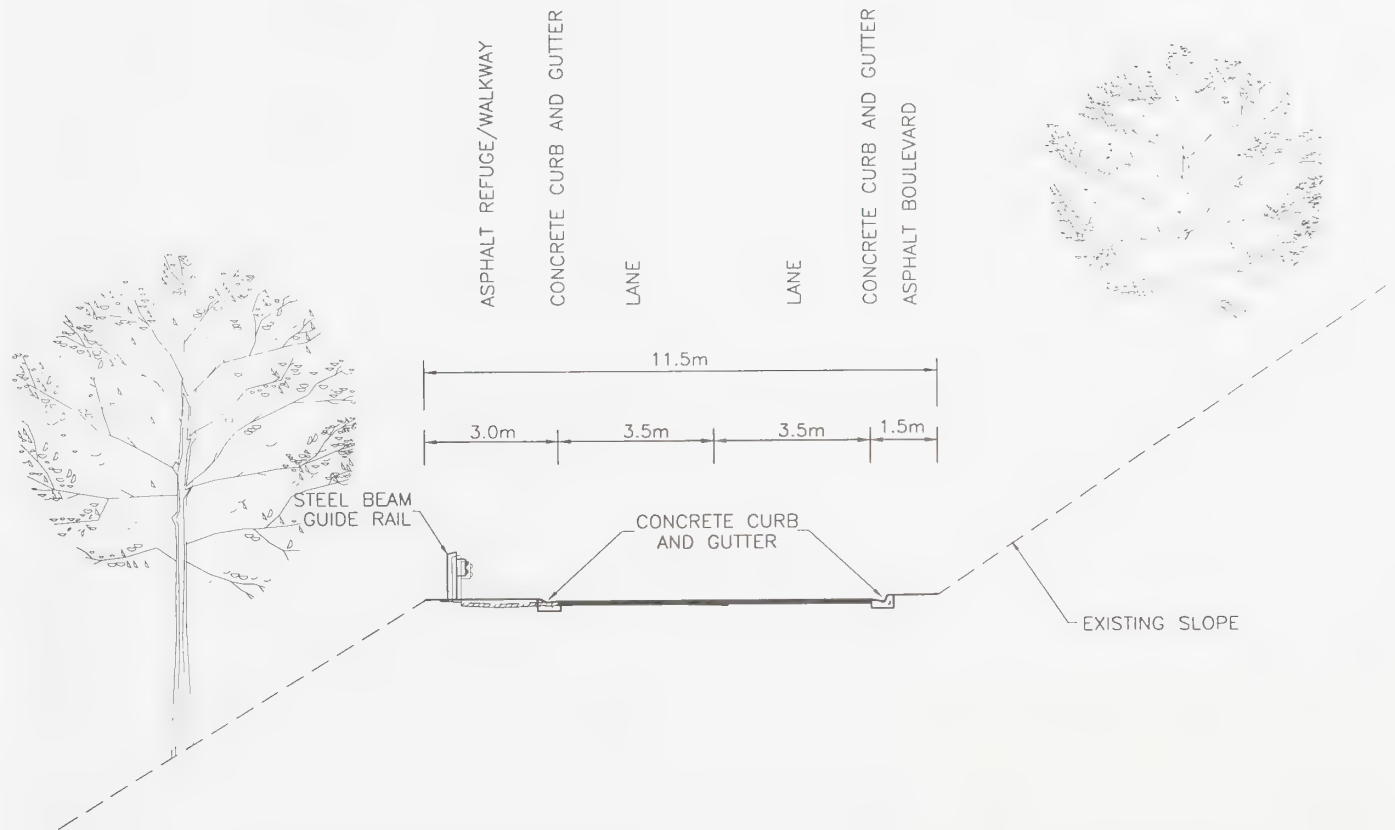 ASPHALT REFUGE/WALKWAY
CONCRETE CURB AND GUTTER
LANE
LANE
CONCRETE CURB AND GUTTER
ASPHALT BOULEVARD
11.5m
3.0m
3.5m
3.5m
1.5m
STEEL BEAM
GUIDE RAIL
CONCRETE CURB
AND GUTTER
EXISTING SLOPE